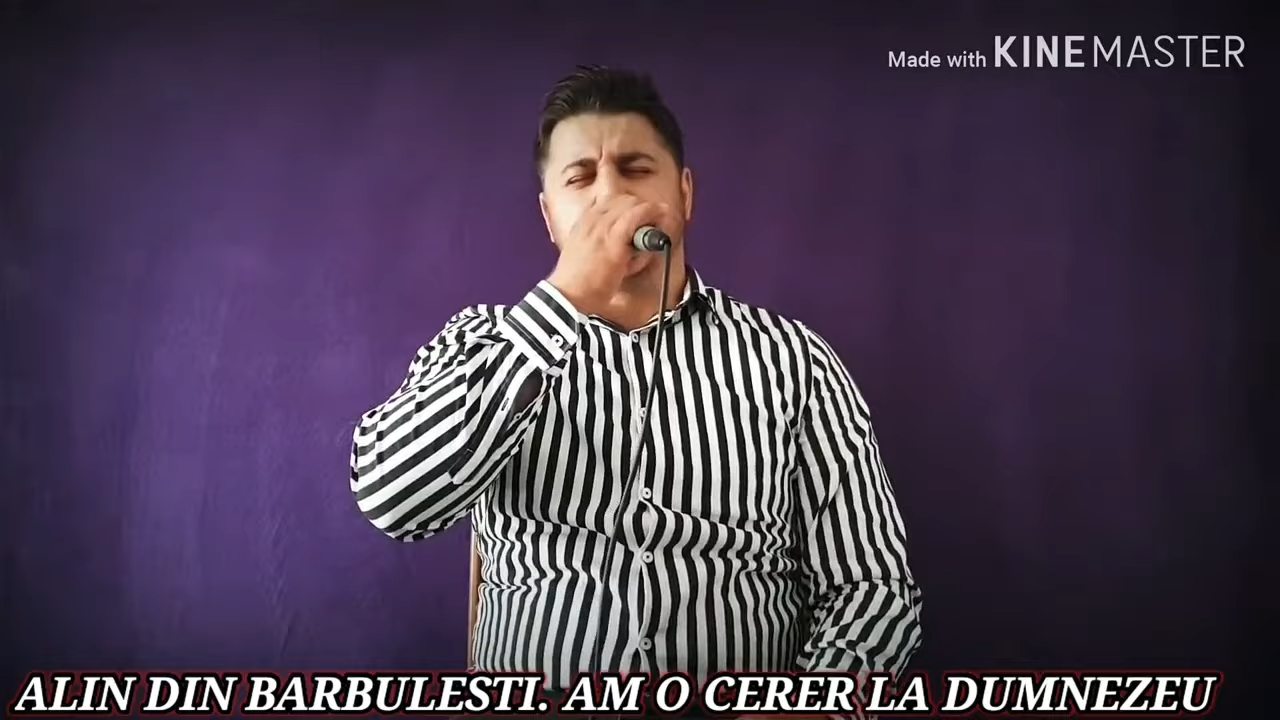 Made with KINEMASTER
ALIN DIN BARBULESTI. AM O CERER LA DUMNEZEU